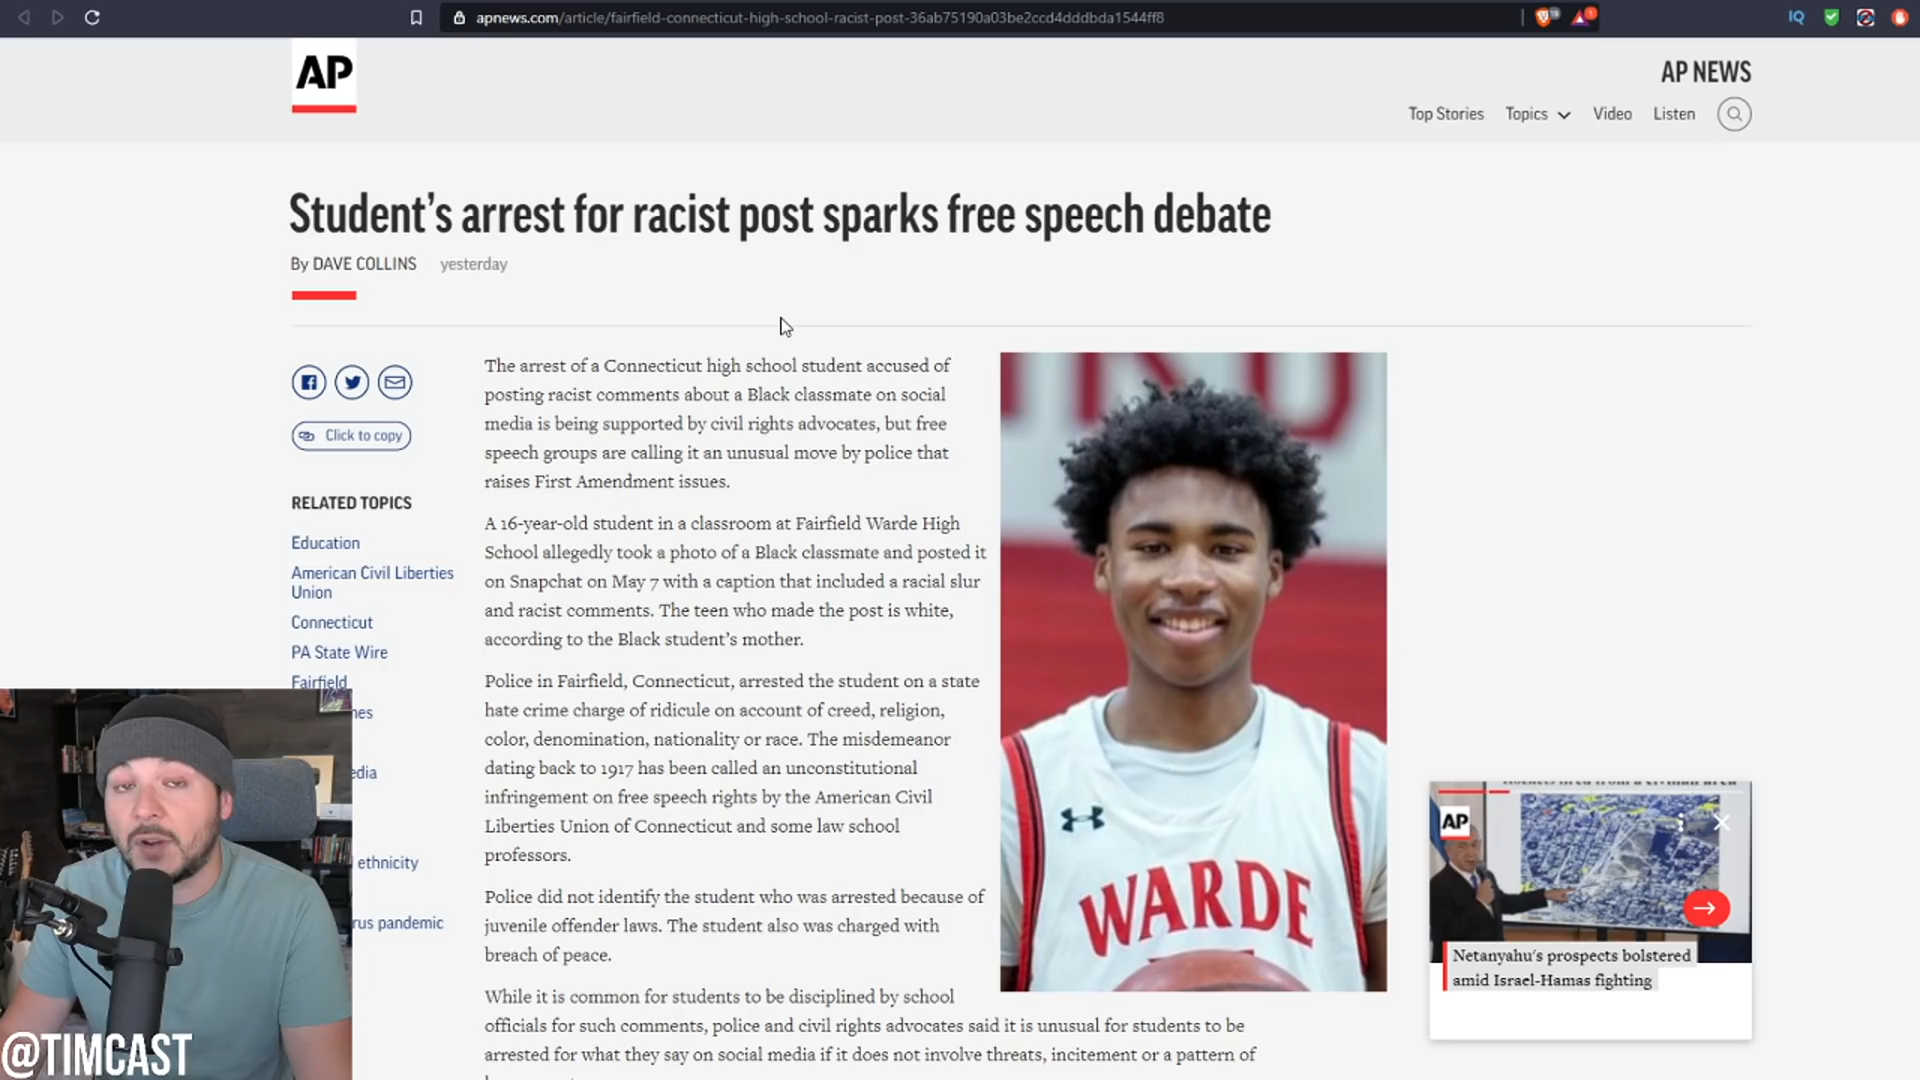 apnews.com/article/fairfield-connecticut-high-school-racist-post-36ab75190a03be2ccd4dddbda1544ff8
IQ
AP
AP NEWS
Top Stories Topics Video Listen
Student's arrest for racist post sparks free speech debate
By DAVE COLLINS yesterday
Click to copy
RELATED TOPICS
Education
American Civil Liberties
Union
Connecticut
PA State Wire
Fairfield
mes
edia
ethnicity
rus pandemic
The arrest of a Connecticut high school student accused of
posting racist comments about a Black classmate on social
media is being supported by civil rights advocates, but free
speech groups are calling it an unusual move by police that
raises First Amendment issues.
A 16-year-old student in a classroom at Fairfield Warde High
School allegedly took a photo of a Black classmate and posted it
on Snapchat on May 7 with a caption that included a racial slur
and racist comments. The teen who made the post is white,
according to the Black student's mother.
Police in Fairfield, Connecticut, arrested the student on a state
hate crime charge of ridicule on account of creed, religion,
color, denomination, nationality or race. The misdemeanor
dating back to 1917 has been called an unconstitutional
infringement on free speech rights by the American Civil
Liberties Union of Connecticut and some law school
professors.
Police did not identify the student who was arrested because of
juvenile offender laws. The student also was charged with
breach of peace.
While it is common for students to be disciplined by school
officials for such comments, police and civil rights advocates said it is unusual for students to be
arrested for what they say on social media if it does not involve threats, incitement or a pattern of
WARDE
AP
Netanyahu's prospects bolstered
amid Israel-Hamas fighting
@TIMCAST